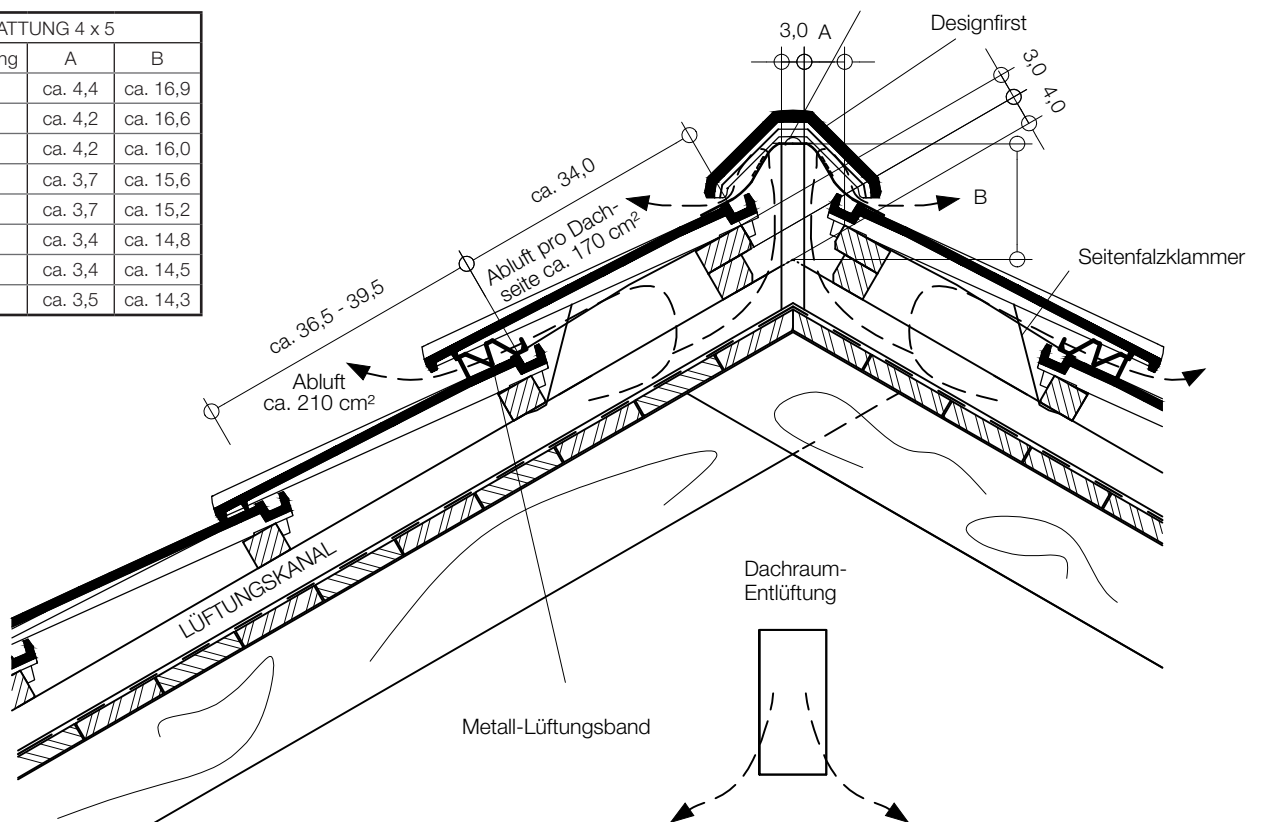 ATTUNG 4 x 5
ng A B
ca. 4,4 ca. 16,9
ca. 4,2 ca. 16,6
ca. 4,2 ca. 16,0
ca. 3,7 ca. 15,6
ca. 3,7 ca. 15,2
ca. 3,4 ca. 14,8
ca. 3,4 ca. 14,5
ca. 3,5 ca. 14,3
3,0 A
Designfirst
3,0 4,0
B
Seitenfalzklammer
ca. 34,0
Abluft pro Dach-
seite ca. 170 cm²
ca. 36,5 - 39,5
Abluft
ca. 210 cm²
LÜFTUNGSKANAL
Metall-Lüftungsband
Dachraum-
Entlüftung